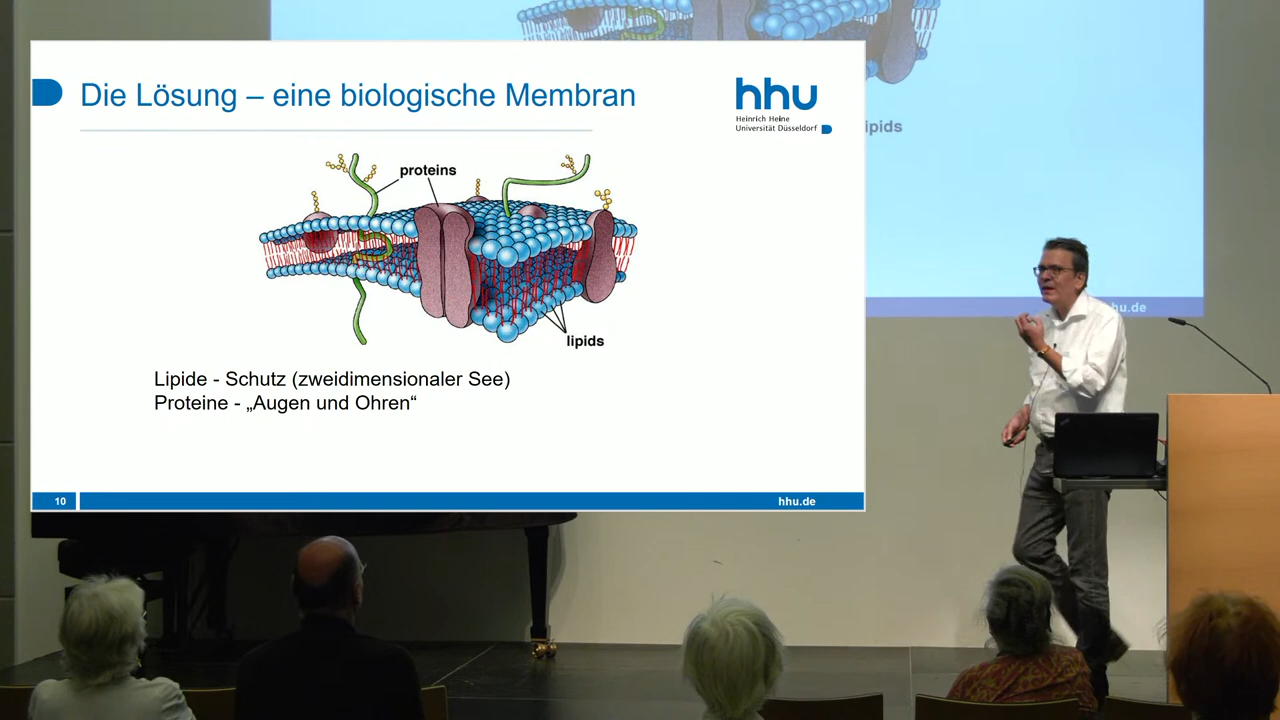 Die Lösung – eine biologische Membran
hhu
Heinrich Heine
Universität Düsseldorf
proteins
lipids
Lipide - Schutz (zweidimensionaler See)
Proteine - „Augen und Ohren“
10
hhu.de
ipids
hu.de